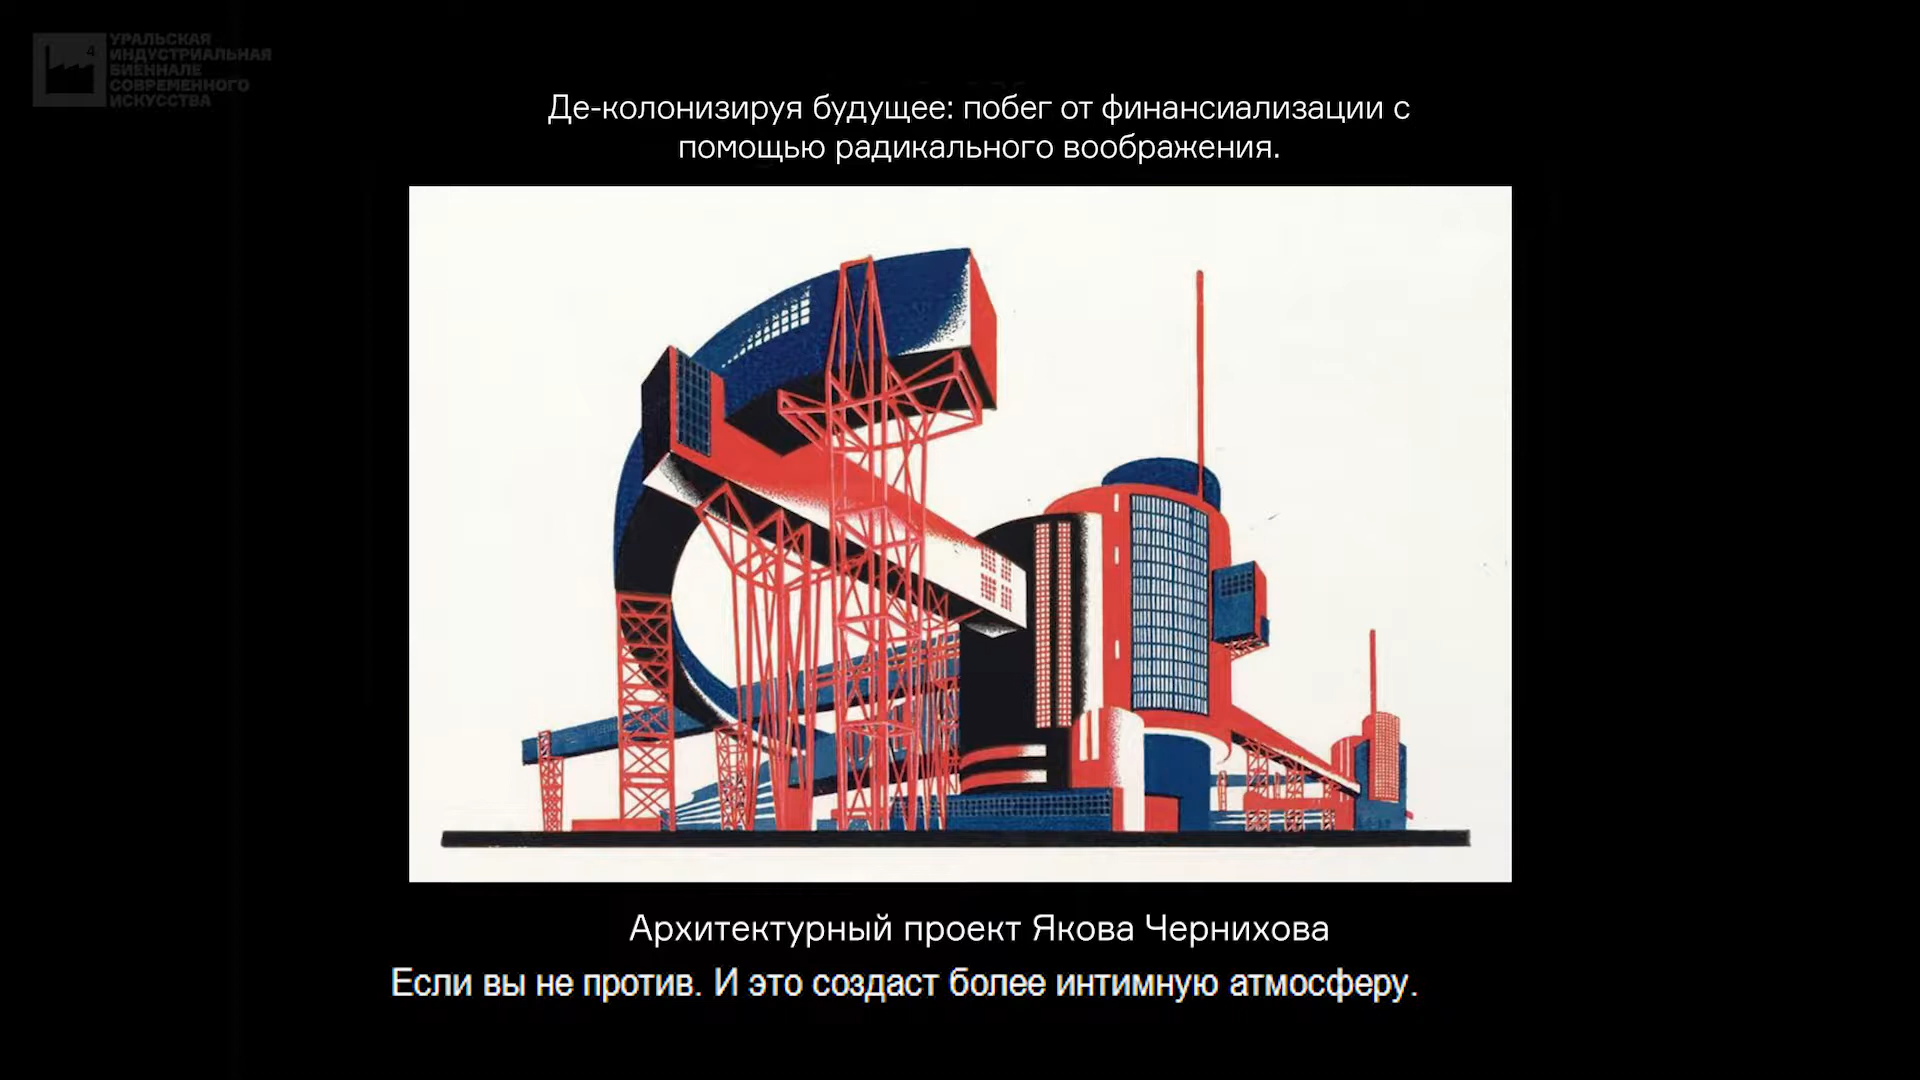 УРАЛЬСКАЯ
4
ИНДУСТРИАЛЬНАЯ
БИЕННАЛЕ
СОВРЕМЕННОГО
ИСКУССТВА
Де-колонизируя будущее: побег от финансиализации с
помощью радикального воображения.
Архитектурный проект Якова Чернихова
Если вы не против. И это создаст более интимную атмосферу.